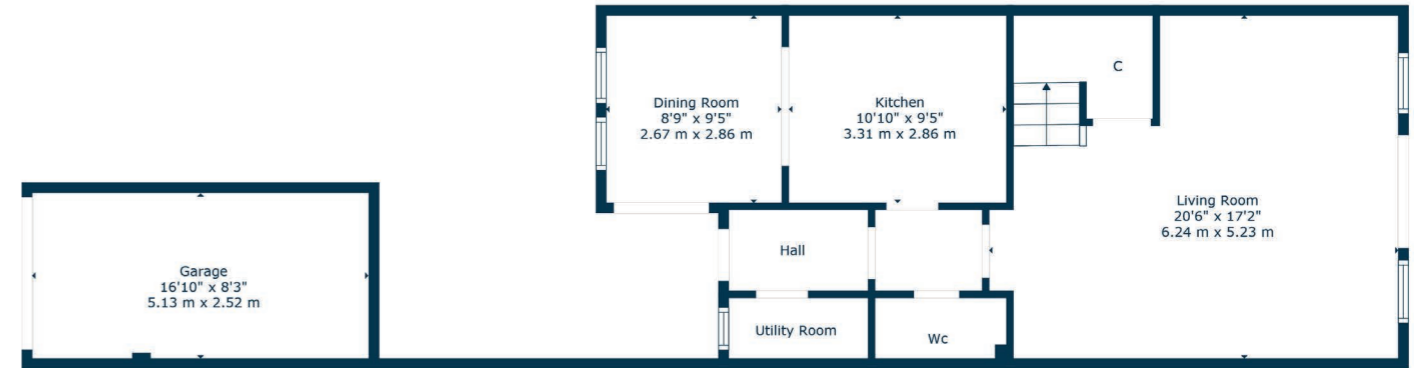 Dining Room
8'9" x 9'5"
2.67 m x 2.86 m
Kitchen
10'10" x 9'5"
3.31 m x 2.86 m
C
Living Room
20'6" x 17'2"
6.24 m x 5.23 m
Hall
Garage
16'10" x 8'3"
5.13 m x 2.52 m
Utility Room
Wc